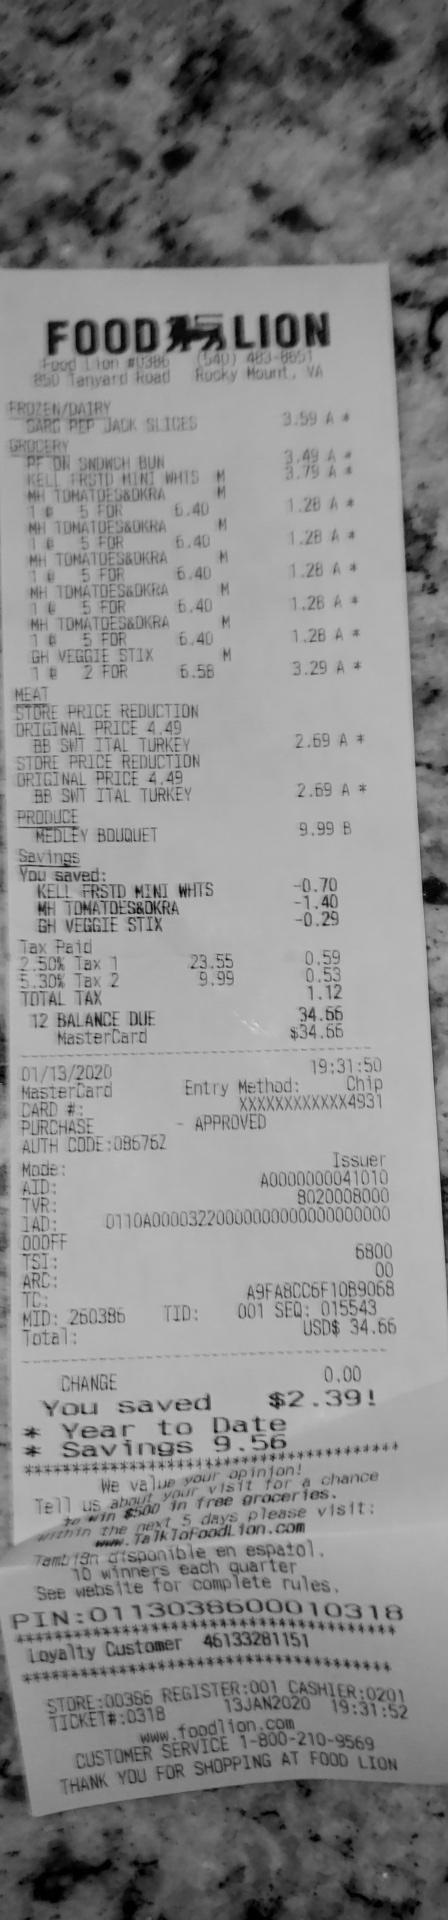 FOOD LION
Food Lion #0386 (540) 483-8651
850 Tanyard Road Rocky Mount, VA
FROZEN/DAIRY
SARG PEP JACK SLICES 3.59 A *
GROCERY
PF ON SNDWCH BUN 3.49 A *
KELL FRSTD MINI WHTS M 3.79 A *
MH TOMATOES&OKRA M
1 @ 5 FOR 6.40 1.28 A *
MH TOMATOES&OKRA M
1 @ 5 FOR 6.40 1.28 A *
MH TOMATOES&OKRA M
1 @ 5 FOR 6.40 1.28 A *
MH TOMATOES&OKRA M
1 @ 5 FOR 6.40 1.28 A *
MH TOMATOES&OKRA M
1 @ 5 FOR 6.40 1.28 A *
GH VEGGIE STIX M
1 @ 2 FOR 6.58 3.29 A *
MEAT
STORE PRICE REDUCTION
ORIGINAL PRICE 4.49
BB SWT ITAL TURKEY 2.69 A *
STORE PRICE REDUCTION
ORIGINAL PRICE 4.49
BB SWT ITAL TURKEY 2.69 A *
PRODUCE
MEDLEY BOUQUET 9.99 B
Savings
You saved:
KELL FRSTD MINI WHTS -0.70
MH TOMATOES&OKRA -1.40
GH VEGGIE STIX -0.29
Tax Paid
2.50% Tax 1 23.55 0.59
5.30% Tax 2 9.99 0.53
TOTAL TAX 1.12
12 BALANCE DUE 34.66
MasterCard $34.66
01/13/2020 19:31:50
MasterCard Entry Method: Chip
CARD #: XXXXXXXXXXXX4931
PURCHASE - APPROVED
AUTH CODE:086762
Mode: Issuer
AID: A0000000041010
TVR: 8020008000
IAD: 0110A00003220000000000000000000000
00DFF
TSI: 6800
ARC: 00
TC: A9FA8CC6F10B9068
MID: 260386 TID: 001 SEQ: 015543
Total: USD$ 34.66
CHANGE 0.00
You saved $2.39!
* Year to Date
* Savings 9.56
****************************************
We value your opinion!
Tell us about your visit for a chance
to win $500 in free groceries.
within the next 5 days please visit:
www.TalkToFoodLion.com
También disponible en español.
10 winners each quarter
See website for complete rules.
PIN:0113038600010318
****************************************
Loyalty Customer 46133281151
****************************************
STORE:00386 REGISTER:001 CASHIER:0201
TICKET#:0318 13JAN2020 19:31:52
www.foodlion.com
CUSTOMER SERVICE 1-800-210-9569
THANK YOU FOR SHOPPING AT FOOD LION